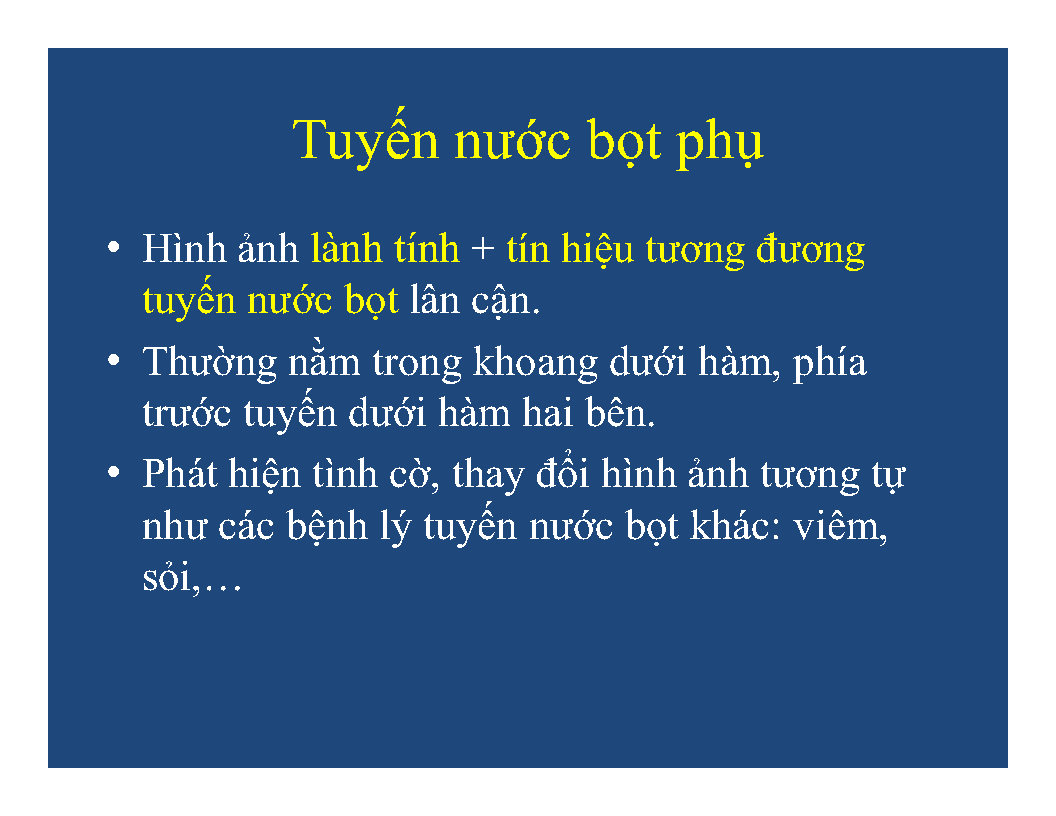 Tuyến nước bọt phụ
• Hình ảnh lành tính + tín hiệu tương đương
tuyến nước bọt lân cận.
• Thường nằm trong khoang dưới hàm, phía
trước tuyến dưới hàm hai bên.
• Phát hiện tình cờ, thay đổi hình ảnh tương tự
như các bệnh lý tuyến nước bọt khác: viêm,
sỏi,…